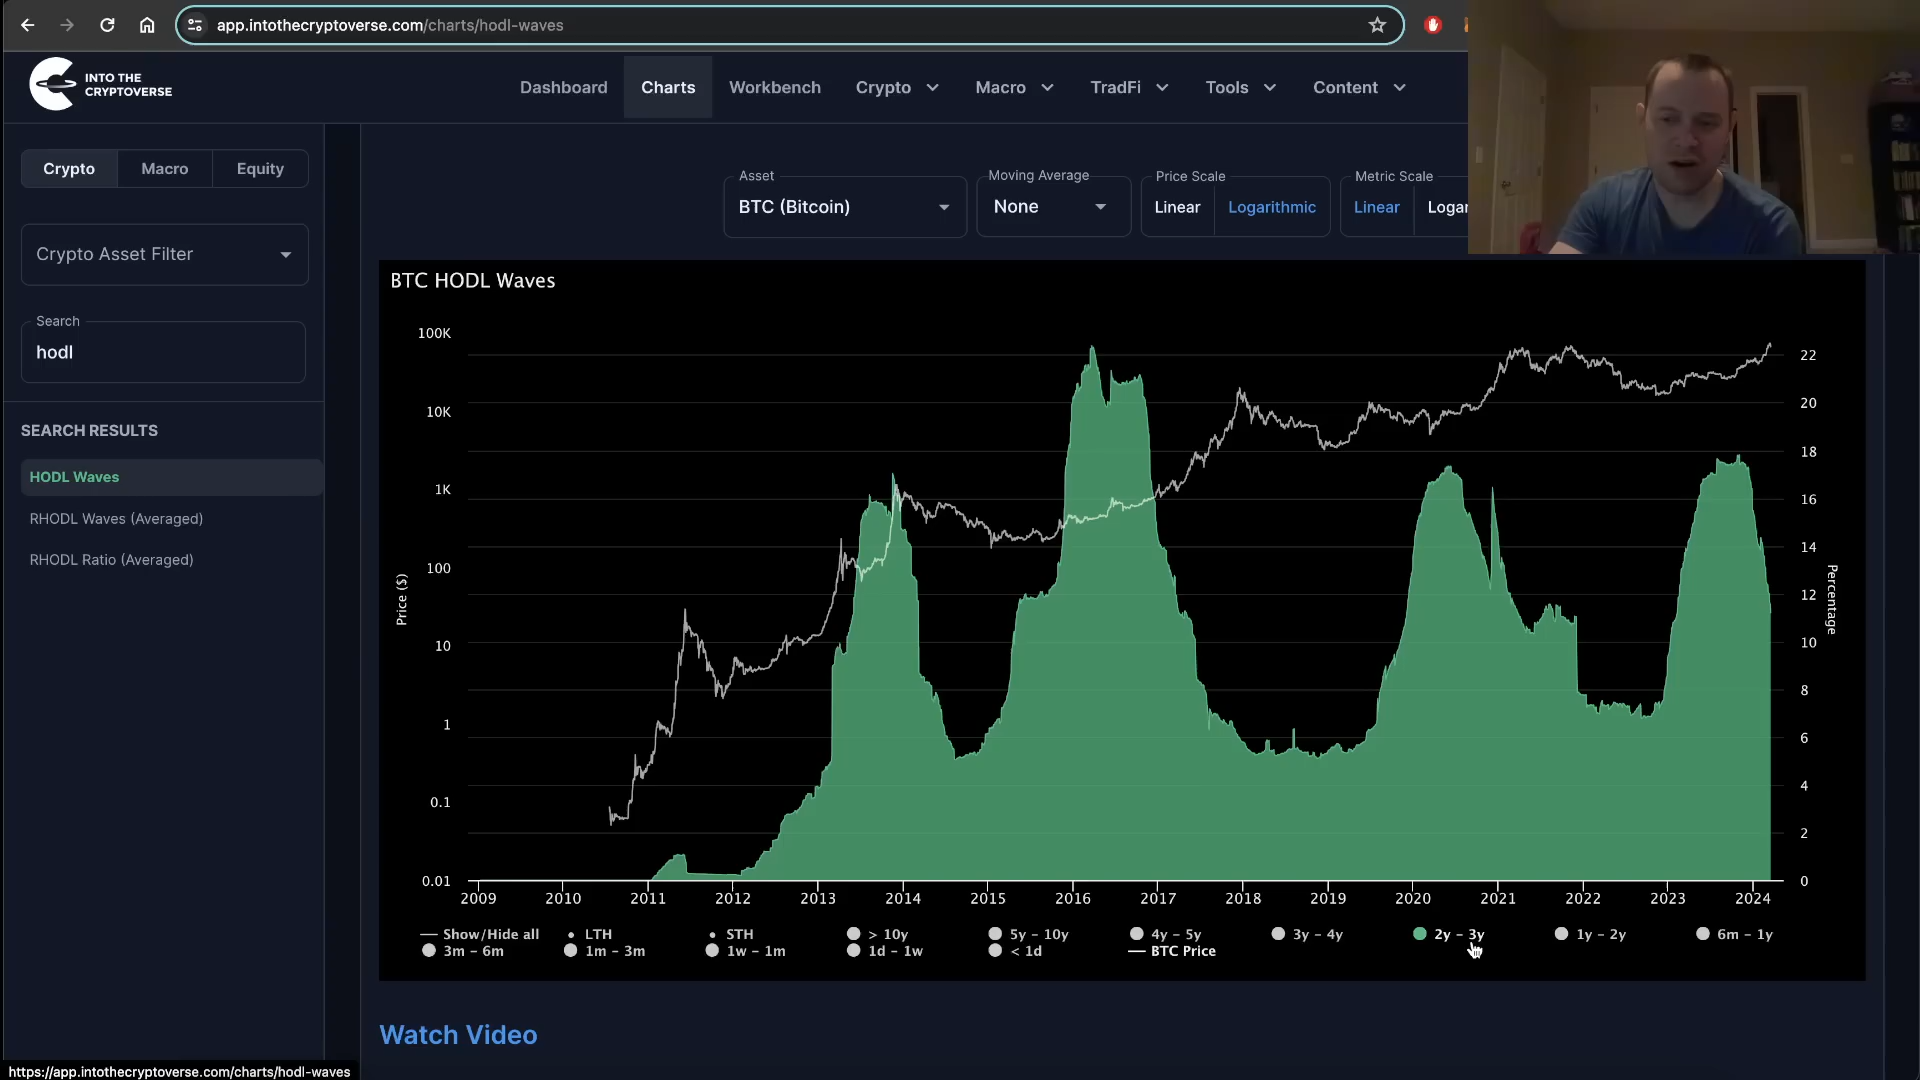 app.intothecryptoverse.com/charts/hodl-waves
INTO THE
CRYPTOVERSE
Dashboard
Charts
Workbench
Crypto
Macro
TradFi
Tools
Content
Crypto
Macro
Equity
Crypto Asset Filter
Search
hodl
SEARCH RESULTS
HODL Waves
RHODL Waves (Averaged)
RHODL Ratio (Averaged)
Asset
BTC (Bitcoin)
Moving Average
None
Price Scale
Linear
Logarithmic
Metric Scale
Linear
Logar
BTC HODL Waves
100K
10K
1K
100
10
1
0.1
0.01
Price ($)
22
20
18
16
14
12
10
8
6
4
2
0
Percentage
2009 2010 2011 2012 2013 2014 2015 2016 2017 2018 2019 2020 2021 2022 2023 2024
Show/Hide all LTH STH > 10y 5y - 10y 4y - 5y 3y - 4y 2y - 3y 1y - 2y 6m - 1y
3m - 6m 1m - 3m 1w - 1m 1d - 1w < 1d BTC Price
Watch Video
https://app.intothecryptoverse.com/charts/hodl-waves